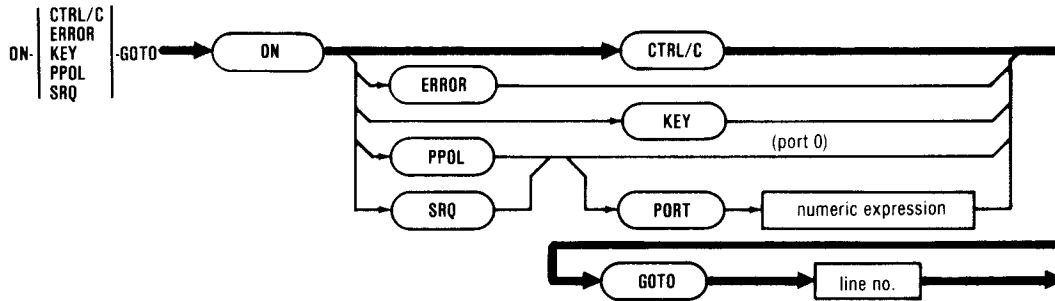 CTRL/C
ERROR
ON- KEY -GOTO
PPOL
SRQ
ON
CTRL/C
ERROR
KEY
PPOL
(port 0)
SRQ
PORT
numeric expression
GOTO
line no.